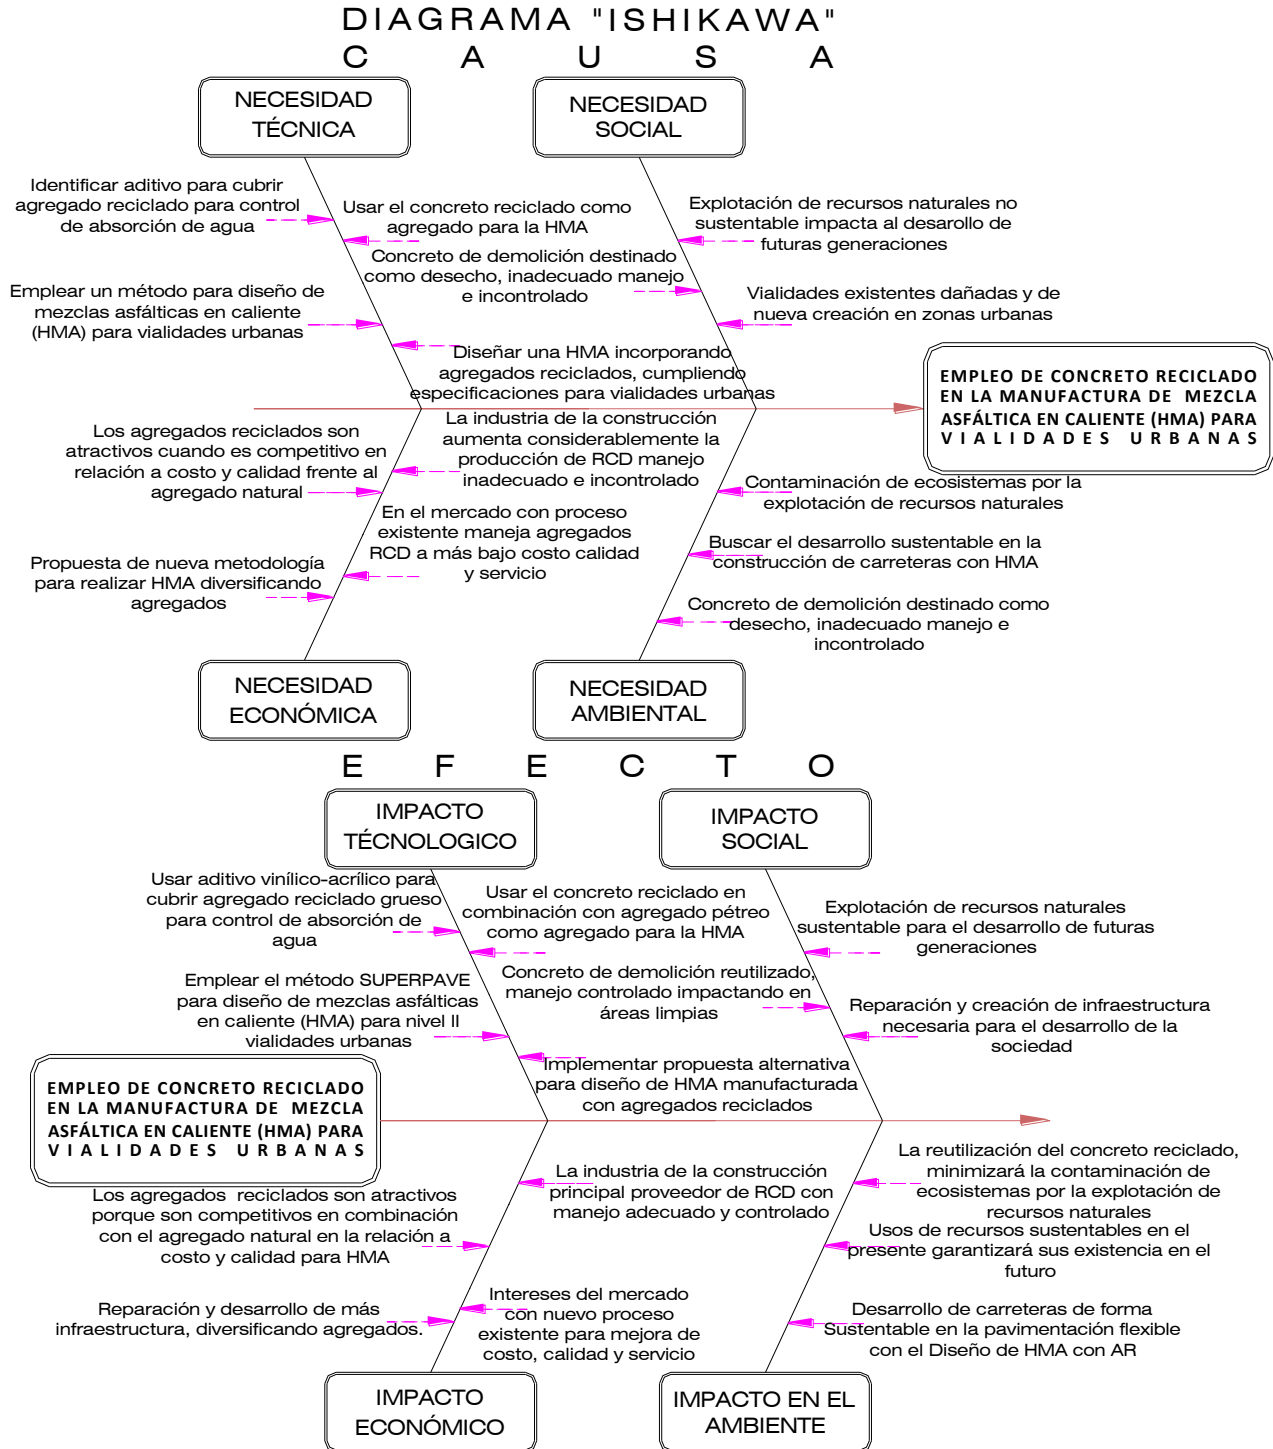 DIAGRAMA "ISHIKAWA"
C A U S A
NECESIDAD
TÉCNICA
NECESIDAD
SOCIAL
Identificar aditivo para cubrir
agregado reciclado para control
de absorción de agua
Usar el concreto reciclado como
agregado para la HMA
Explotación de recursos naturales no
sustentable impacta al desarollo de
futuras generaciones
Concreto de demolición destinado
como desecho, inadecuado manejo
e incontrolado
Emplear un método para diseño de
mezclas asfálticas en caliente
(HMA) para vialidades urbanas
Vialidades existentes dañadas y de
nueva creación en zonas urbanas
Diseñar una HMA incorporando
agregados reciclados, cumpliendo
especificaciones para vialidades urbanas
EMPLEO DE CONCRETO RECICLADO
EN LA MANUFACTURA DE MEZCLA
ASFÁLTICA EN CALIENTE (HMA) PARA
VIALIDADES URBANAS
Los agregados reciclados son
atractivos cuando es competitivo en
relación a costo y calidad frente al
agregado natural
La industria de la construcción
aumenta considerablemente la
producción de RCD manejo
inadecuado e incontrolado
Contaminación de ecosistemas por la
explotación de recursos naturales
En el mercado con proceso
existente maneja agregados
RCD a más bajo costo calidad
y servicio
Buscar el desarrollo sustentable en la
construcción de carreteras con HMA
Propuesta de nueva metodología
para realizar HMA diversificando
agregados
Concreto de demolición destinado como
desecho, inadecuado manejo e
incontrolado
NECESIDAD
ECONÓMICA
NECESIDAD
AMBIENTAL
E F E C T O
IMPACTO
TÉCNOLOGICO
IMPACTO
SOCIAL
Usar aditivo vinílico-acrílico para
cubrir agregado reciclado grueso
para control de absorción de
agua
Usar el concreto reciclado en
combinación con agregado pétreo
como agregado para la HMA
Explotación de recursos naturales
sustentable para el desarrollo de futuras
generaciones
Emplear el método SUPERPAVE
para diseño de mezclas asfálticas
en caliente (HMA) para nivel II
vialidades urbanas
Concreto de demolición reutilizado,
manejo controlado impactando en
áreas limpias
Reparación y creación de infraestructura
necesaria para el desarrollo de la
sociedad
Implementar propuesta alternativa
para diseño de HMA manufacturada
con agregados reciclados
EMPLEO DE CONCRETO RECICLADO
EN LA MANUFACTURA DE MEZCLA
ASFÁLTICA EN CALIENTE (HMA) PARA
VIALIDADES URBANAS
Los agregados reciclados son atractivos
porque son competitivos en combinación
con el agregado natural en la relación a
costo y calidad para HMA
La industria de la construcción
principal proveedor de RCD con
manejo adecuado y controlado
La reutilización del concreto reciclado,
minimizará la contaminación de
ecosistemas por la explotación de
recursos naturales
Usos de recursos sustentables en el
presente garantizará sus existencia en el
futuro
Reparación y desarrollo de más
infraestructura, diversificando agregados.
Intereses del mercado
con nuevo proceso
existente para mejora de
costo, calidad y servicio
Desarrollo de carreteras de forma
Sustentable en la pavimentación flexible
con el Diseño de HMA con AR
IMPACTO
ECONÓMICO
IMPACTO EN EL
AMBIENTE